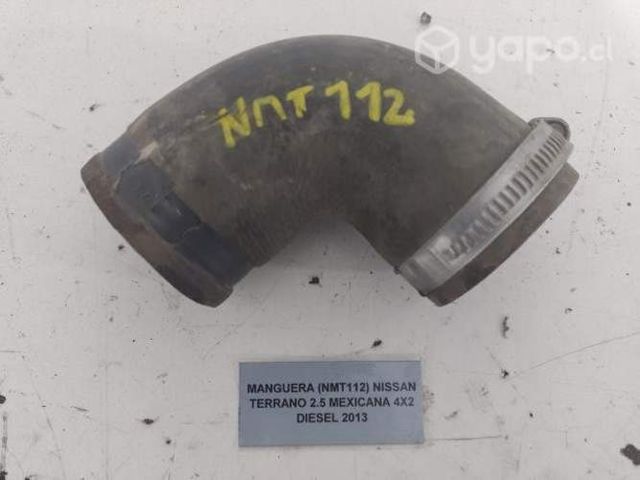 yapo.cl
NMT112
MANGUERA (NMT112) NISSAN
TERRANO 2.5 MEXICANA 4X2
DIESEL 2013